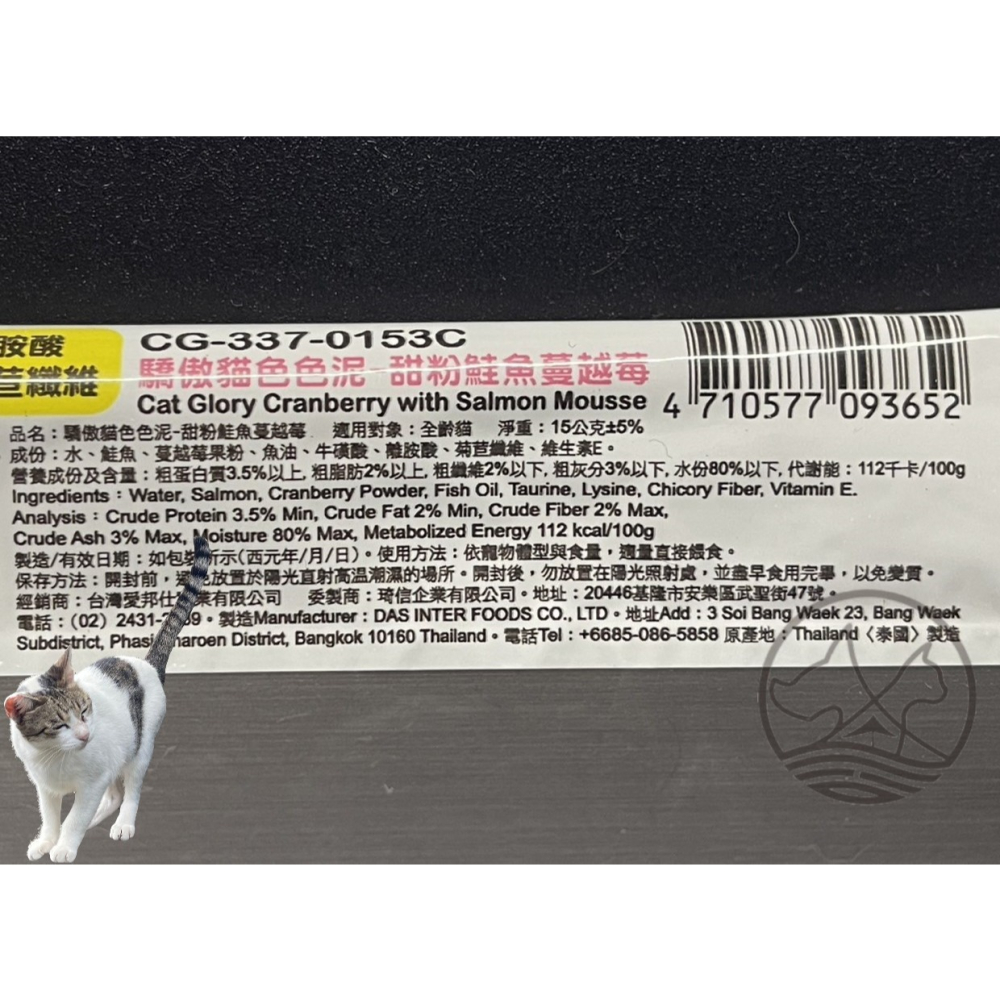 胺酸
苣纖維
CG-337-0153C
驕傲貓色色泥-甜粉鮭魚蔓越莓
Cat Glory Cranberry with Salmon Mousse
4 710577 093652
品名：驕傲貓色色泥-甜粉鮭魚蔓越莓 適用對象：全齡貓 淨重：15公克±5%
成份：水、鮭魚、蔓越莓果粉、魚油、牛磺酸、離胺酸、菊苣纖維、維生素E。
營養成份及含量：粗蛋白質3.5%以上, 粗脂肪2%以上, 粗纖維2%以下, 粗灰分3%以下, 水份80%以下, 代謝能：112千卡/100g
Ingredients：Water, Salmon, Cranberry Powder, Fish Oil, Taurine, Lysine, Chicory Fiber, Vitamin E.
Analysis：Crude Protein 3.5% Min, Crude Fat 2% Min, Crude Fiber 2% Max,
Crude Ash 3% Max, Moisture 80% Max, Metabolized Energy 112 kcal/100g
製造/有效日期：如包裝所示(西元年/月/日)。使用方法：依寵物體型與食量，適量直接餵食。
保存方法：開封前，避免放置於陽光直射高溫潮濕的場所。開封後，勿放置在陽光照射處，並盡早食用完畢，以免變質。
經銷商：台灣愛邦仕 業有限公司 委製商：琦信企業有限公司。地址：20446基隆市安樂區武聖街47號。
電話：(02) 2431- 。製造Manufacturer：DAS INTER FOODS CO., LTD。地址Add：3 Soi Bang Waek 23, Bang Waek
Subdistrict, Phasi Charoen District, Bangkok 10160 Thailand。電話Tel：+6685-086-5858 原產地：Thailand〈泰國〉製造